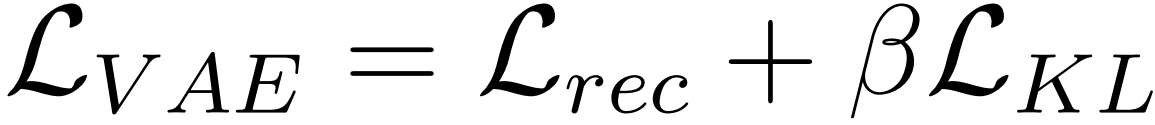 ℒ_{VAE} = ℒ_{rec} + βℒ_{KL}